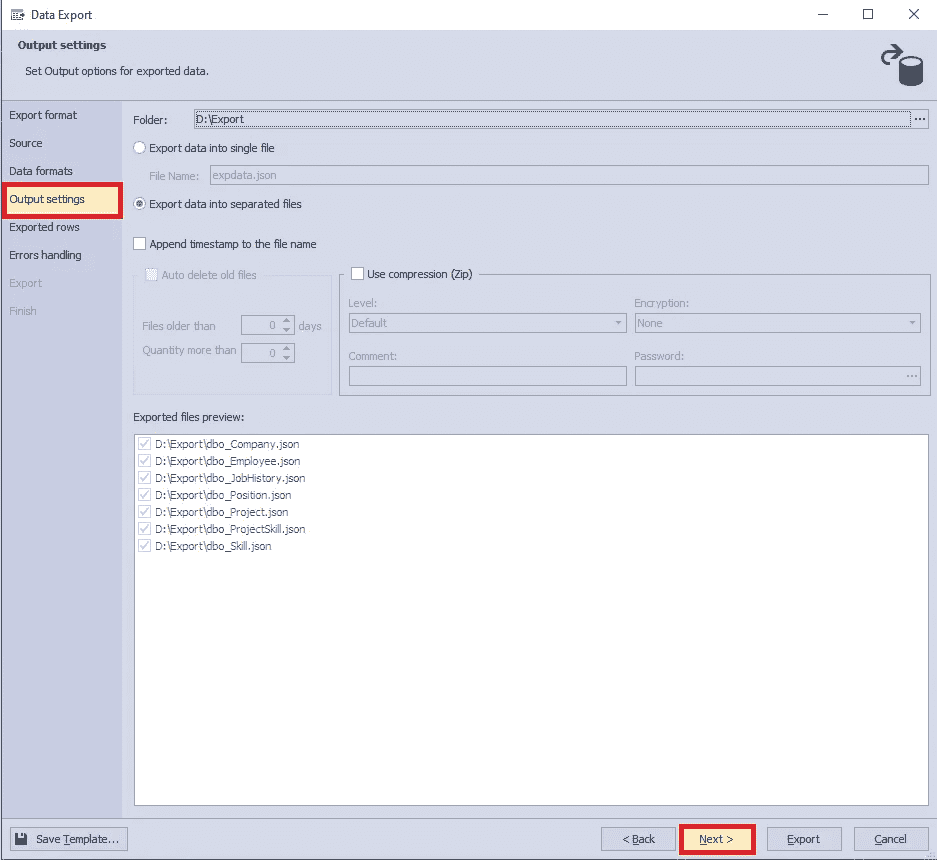 Data Export
Output settings
Set Output options for exported data.
Export format
Source
Data formats
Output settings
Exported rows
Errors handling
Export
Finish
Folder: D:\Export ...
Export data into single file
File Name: expdata.json
Export data into separated files
Append timestamp to the file name
Auto delete old files
Files older than 0 days
Quantity more than 0
Use compression (Zip)
Level: Encryption:
Default None
Comment: Password:
...
Exported files preview:
D:\Export\dbo_Company.json
D:\Export\dbo_Employee.json
D:\Export\dbo_JobHistory.json
D:\Export\dbo_Position.json
D:\Export\dbo_Project.json
D:\Export\dbo_ProjectSkill.json
D:\Export\dbo_Skill.json
Save Template... < Back Next > Export Cancel